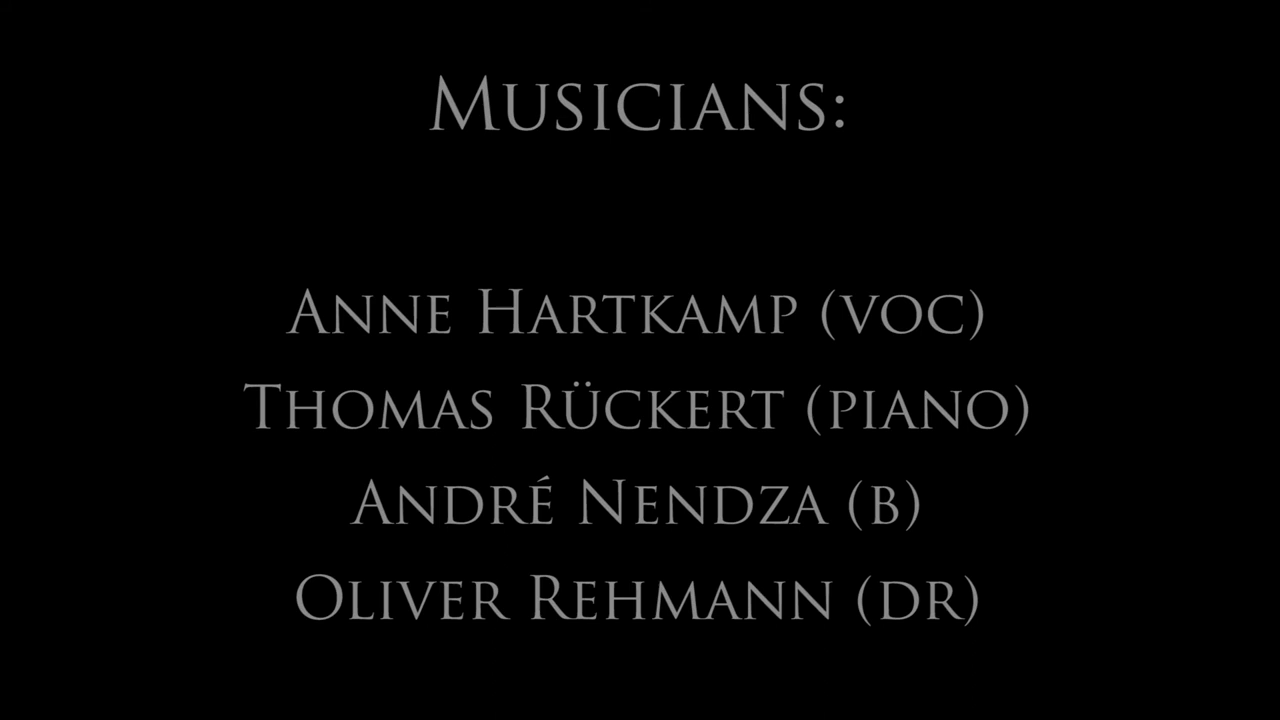 Musicians:
Anne Hartkamp (voc)
Thomas Rückert (piano)
André Nendza (b)
Oliver Rehmann (dr)